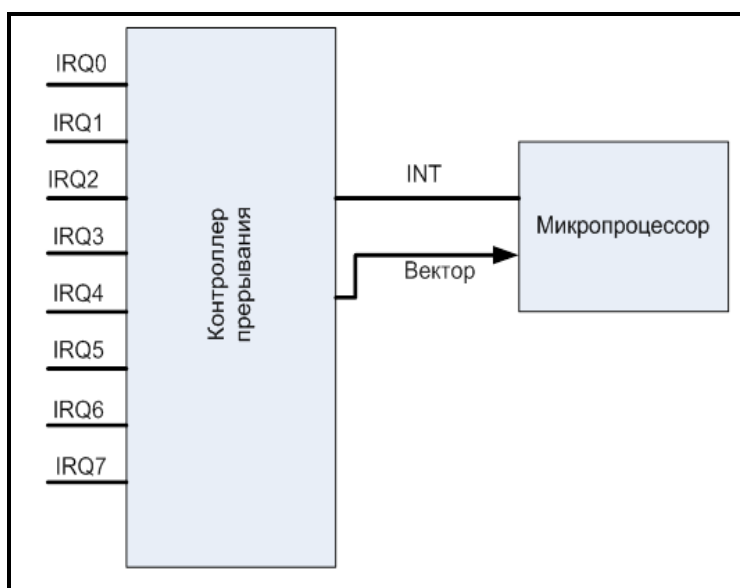 IRQ0
IRQ1
IRQ2
IRQ3
IRQ4
IRQ5
IRQ6
IRQ7
Контроллер
прерывания
INT
Вектор
Микропроцессор